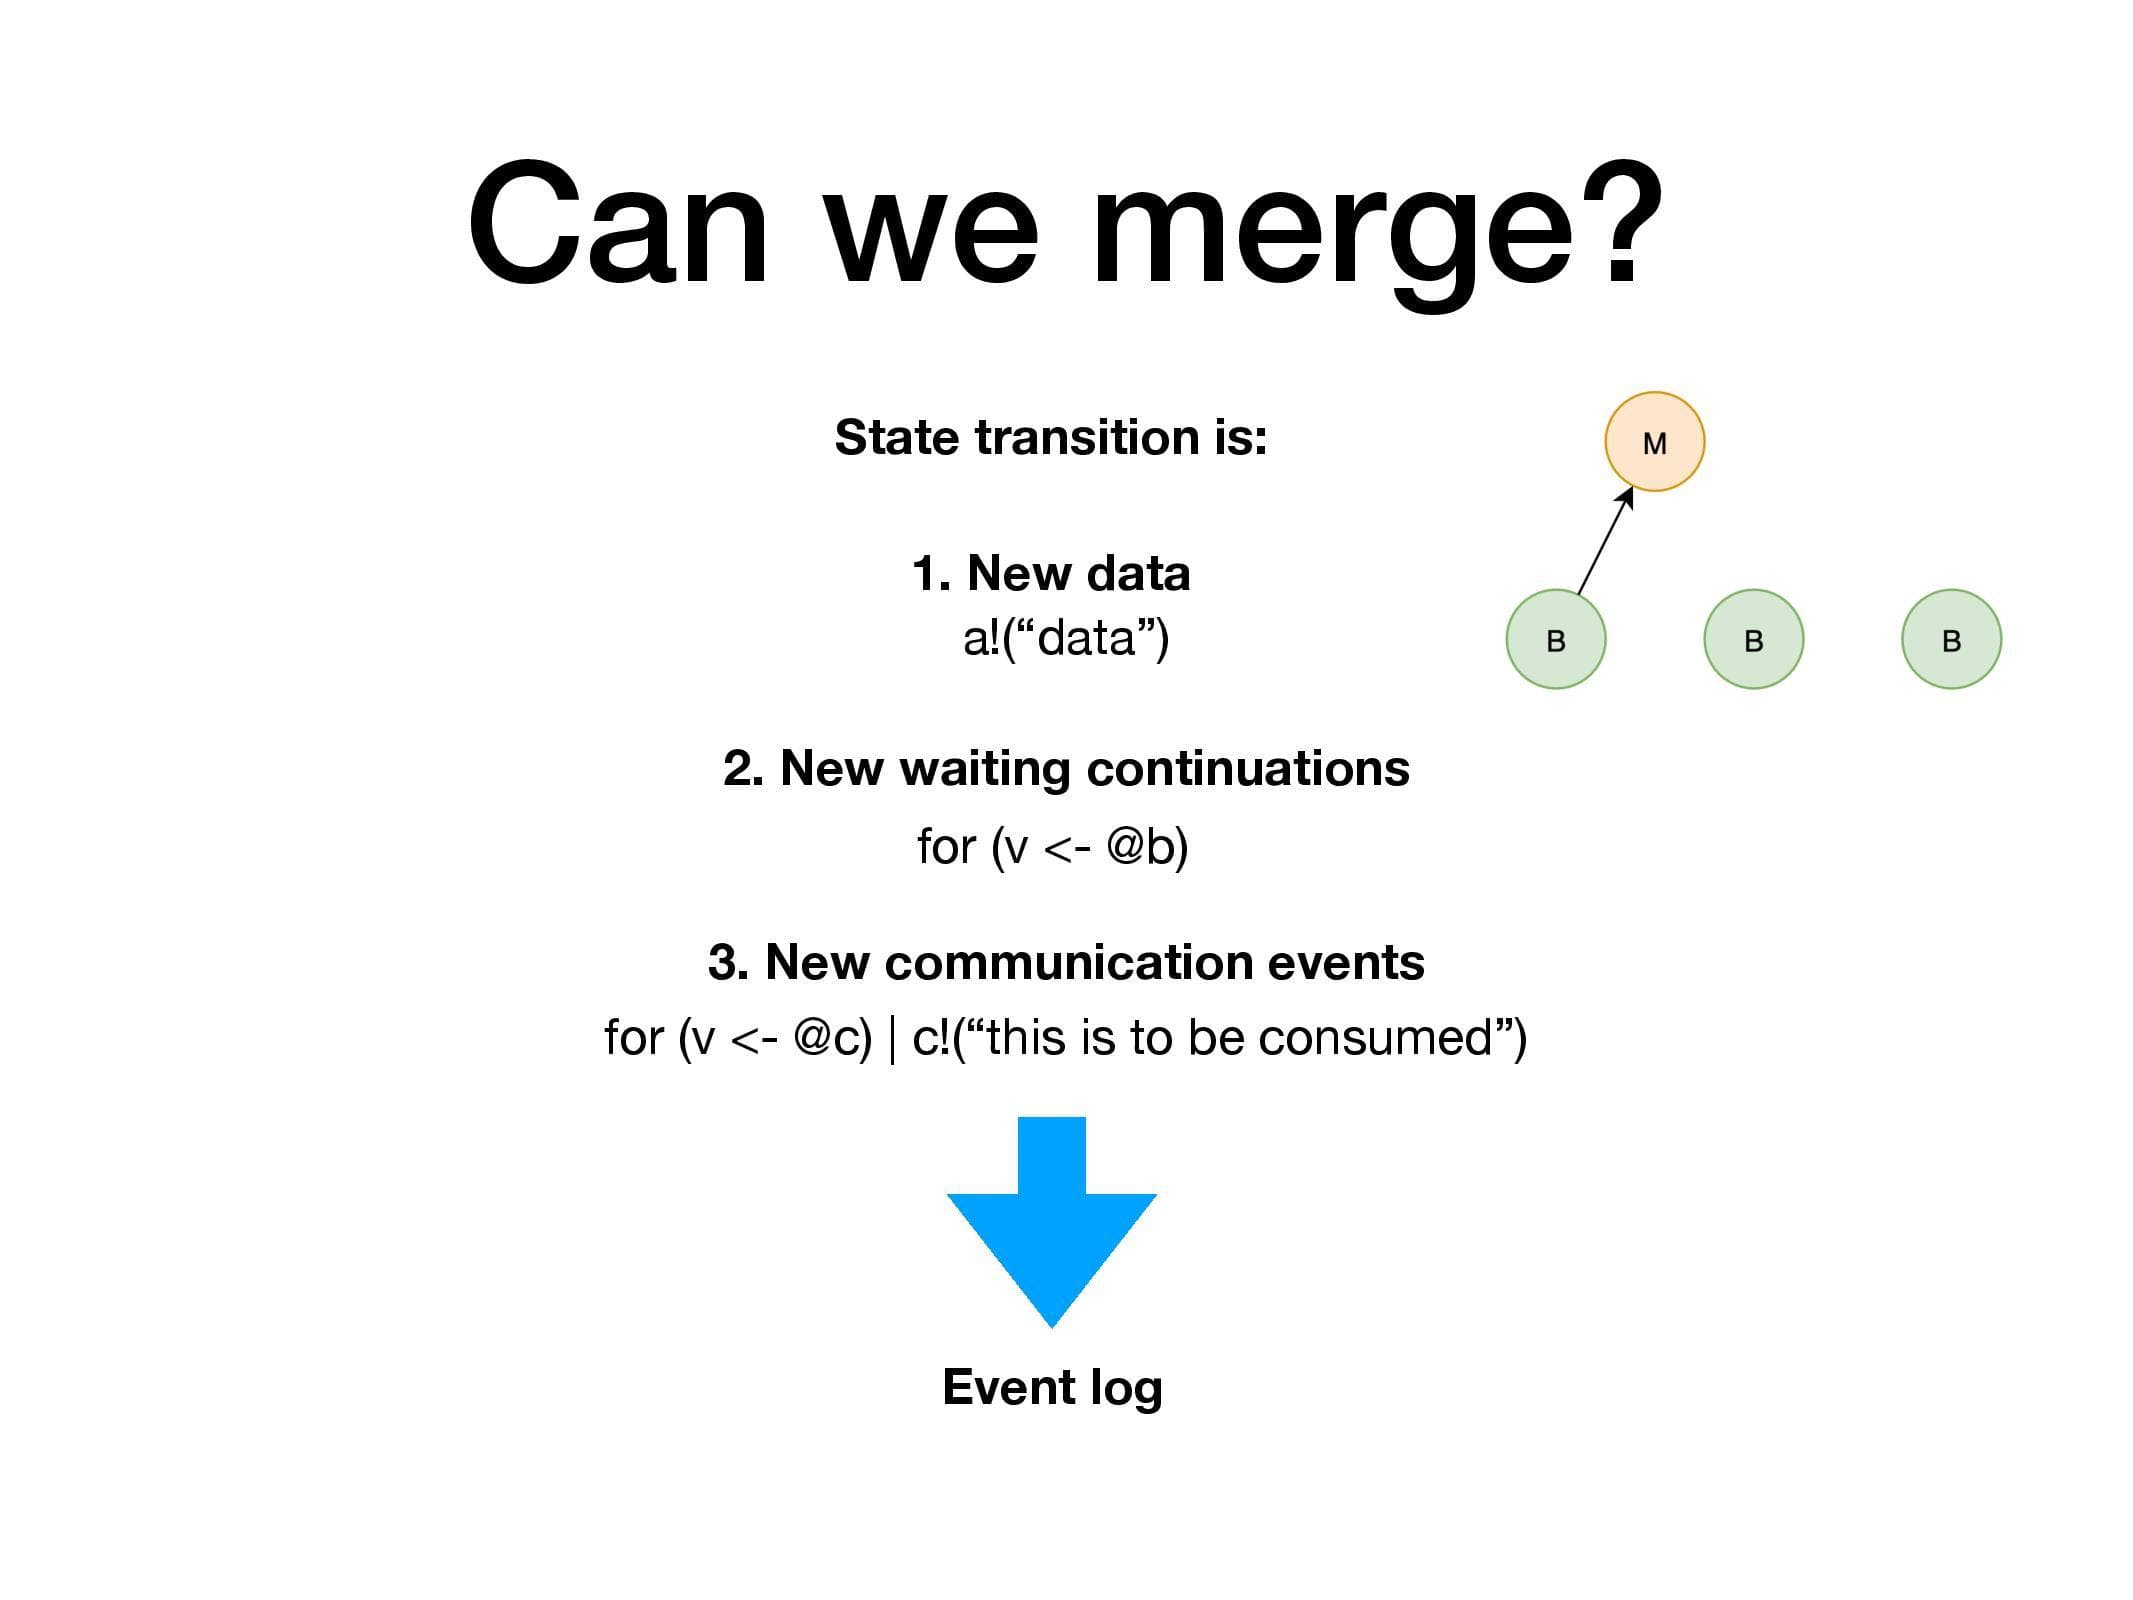 Can we merge?
State transition is:
M
1. New data
a!(“data”)
B B B
2. New waiting continuations
for (v <- @b)
3. New communication events
for (v <- @c) | c!(“this is to be consumed”)
Event log